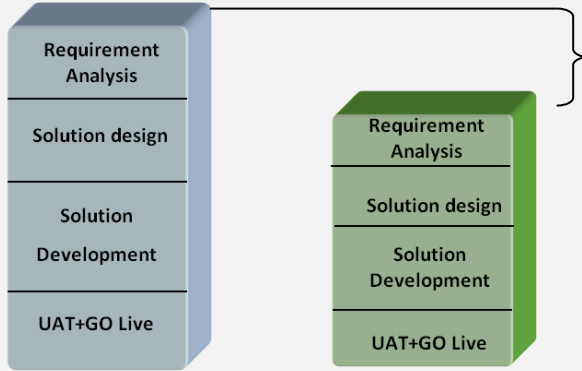 Requirement
Analysis
Solution design
Solution
Development
UAT+GO Live
Requirement
Analysis
Solution design
Solution
Development
UAT+GO Live